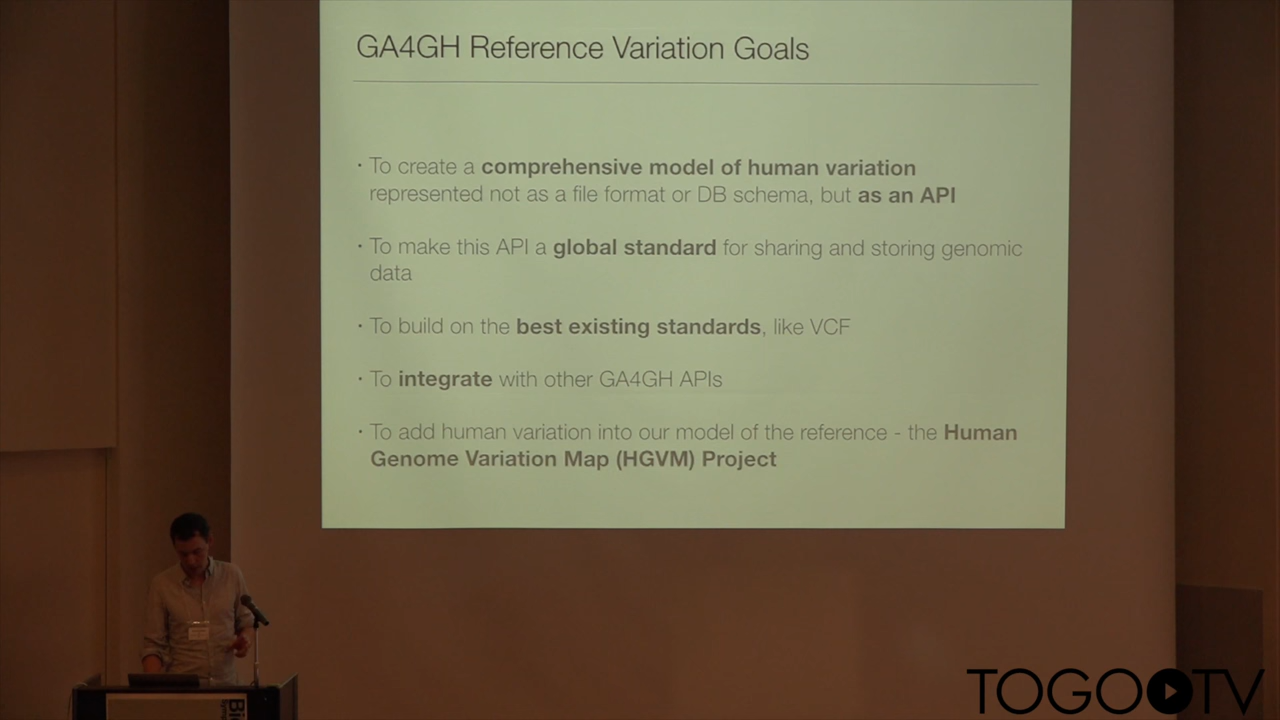 GA4GH Reference Variation Goals
· To create a comprehensive model of human variation
represented not as a file format or DB schema, but as an API
· To make this API a global standard for sharing and storing genomic
data
· To build on the best existing standards, like VCF
· To integrate with other GA4GH APIs
· To add human variation into our model of the reference - the Human
Genome Variation Map (HGVM) Project
TOGOTV